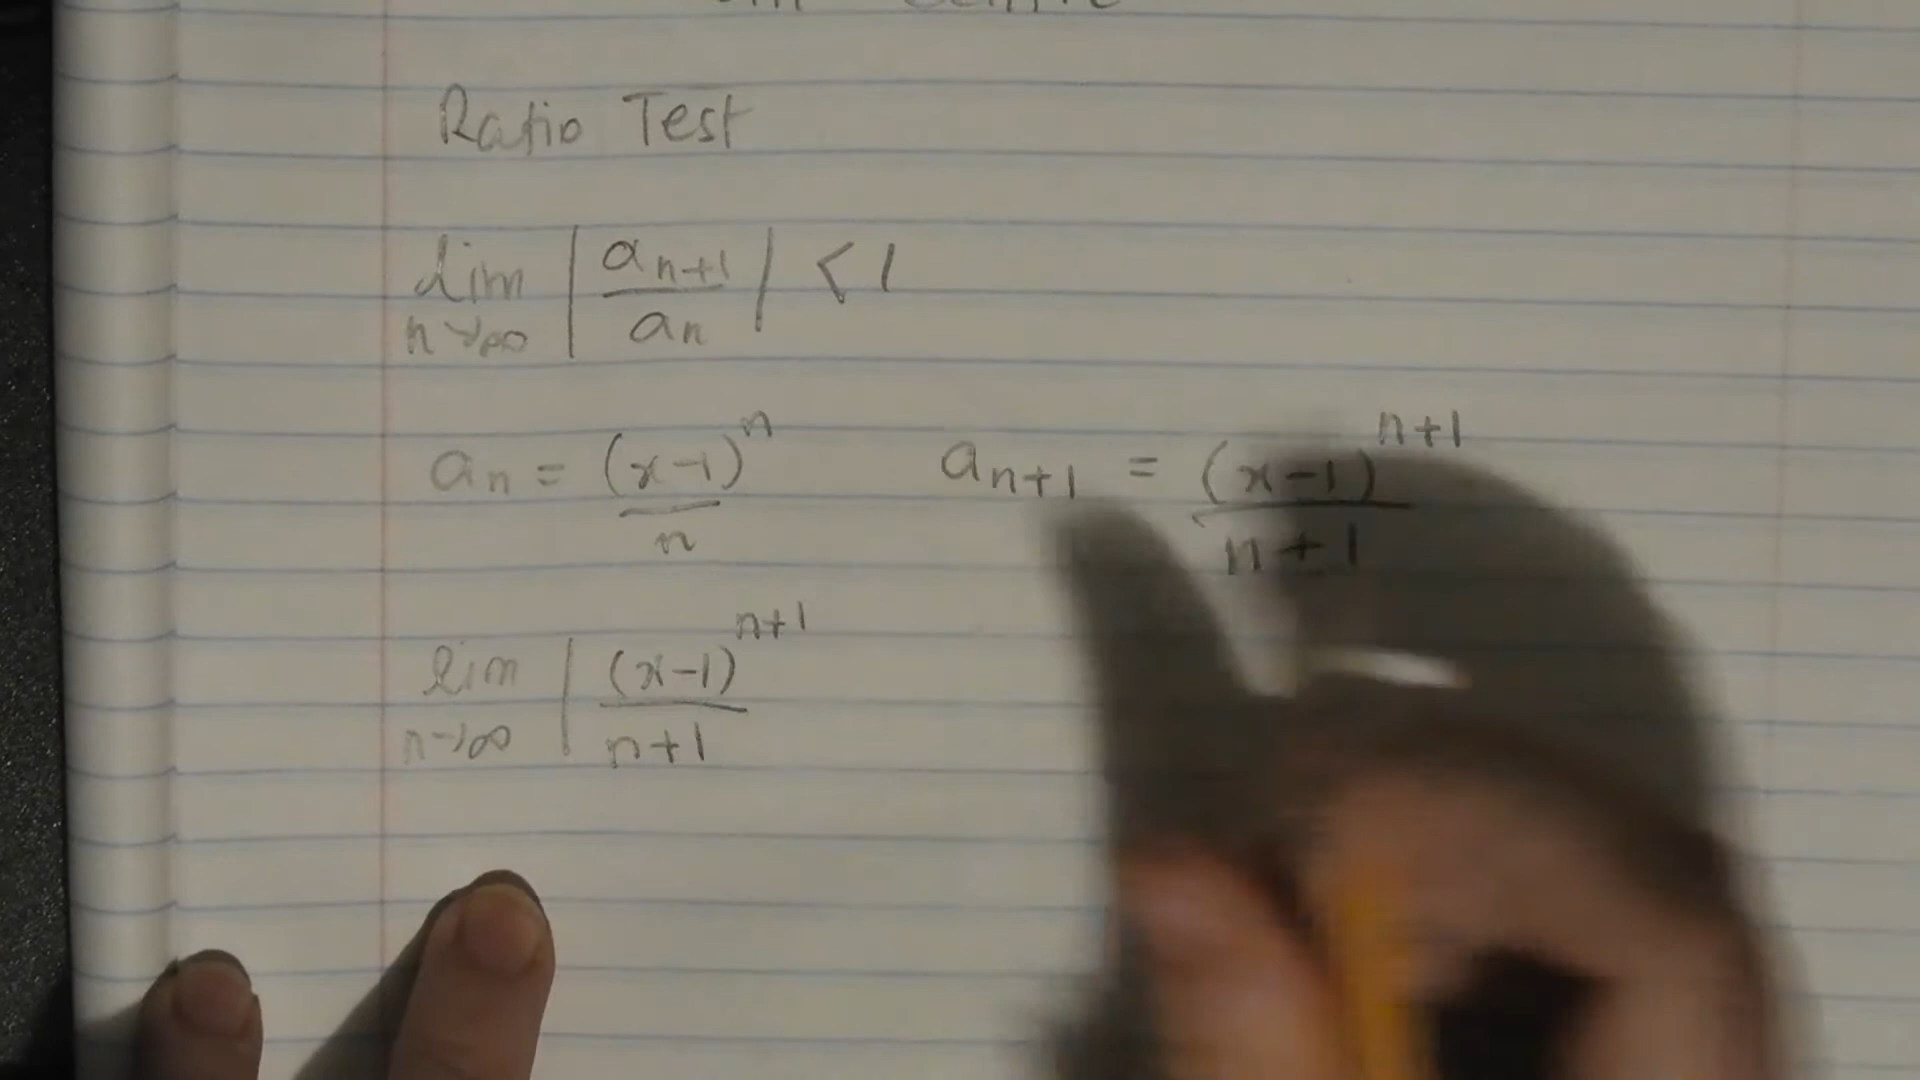 Ratio Test
lim n→∞ | a_{n+1} / a_n | < 1
a_n = (x-1)^n / n    a_{n+1} = (x-1)^{n+1} / n+1
lim n→∞ | (x-1)^{n+1} / n+1